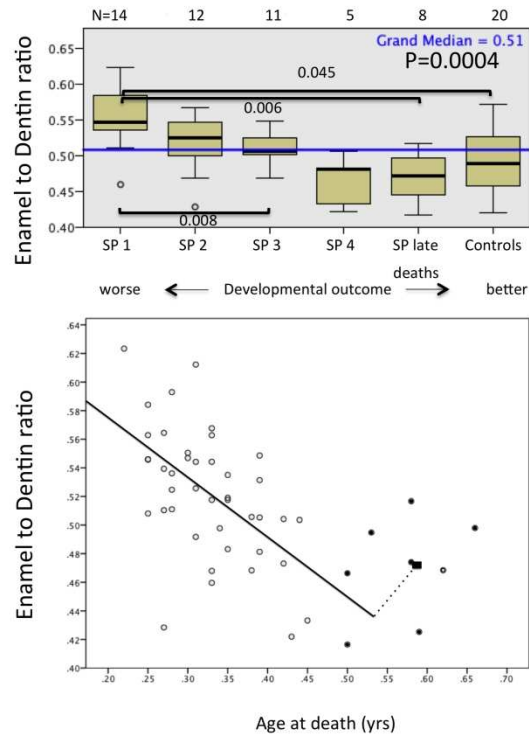 N=14 12 11 5 8 20
Grand Median = 0.51
P=0.0004
0.65
0.60
0.55
0.50
0.45
0.40
Enamel to Dentin ratio
0.045
0.006
0.008
SP 1 SP 2 SP 3 SP 4 SP late Controls
deaths
worse Developmental outcome better
.64
.62
.60
.58
.56
.54
.52
.50
.48
.46
.44
.42
.40
Enamel to Dentin ratio
.20 .25 .30 .35 .40 .45 .50 .55 .60 .65 .70
Age at death (yrs)